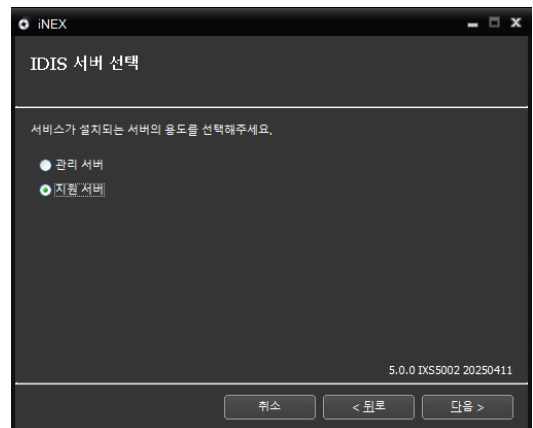 iNEX
IDIS 서버 선택
서비스가 설치되는 서버의 용도를 선택해주세요.
관리 서버
지원 서버
5.0.0 IXS5002 20250411
취소
< 뒤로
다음 >